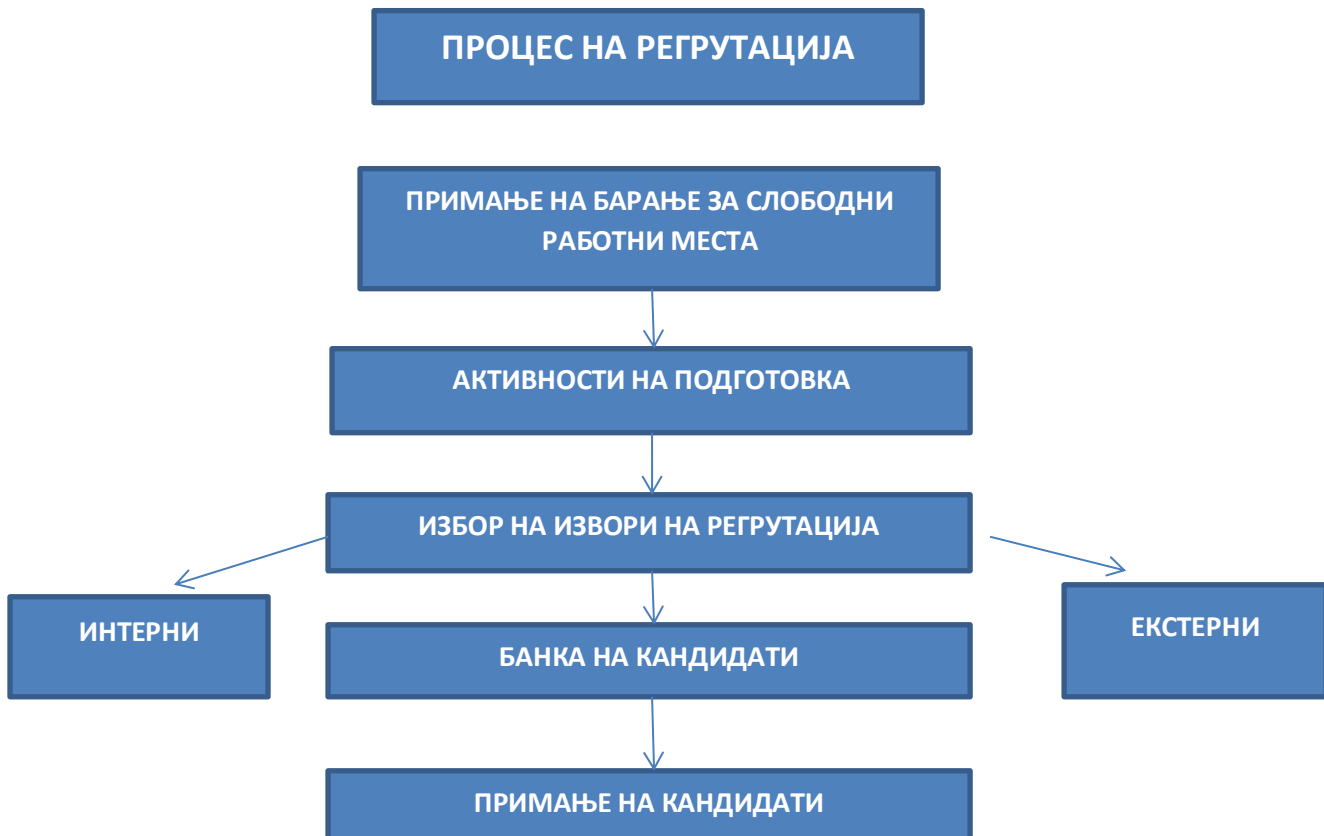 ПРОЦЕС НА РЕГРУТАЦИЈА
ПРИМАЊЕ НА БАРАЊЕ ЗА СЛОБОДНИ
РАБОТНИ МЕСТА
АКТИВНОСТИ НА ПОДГОТОВКА
ИЗБОР НА ИЗВОРИ НА РЕГРУТАЦИЈА
ИНТЕРНИ
БАНКА НА КАНДИДАТИ
ЕКСТЕРНИ
ПРИМАЊЕ НА КАНДИДАТИ